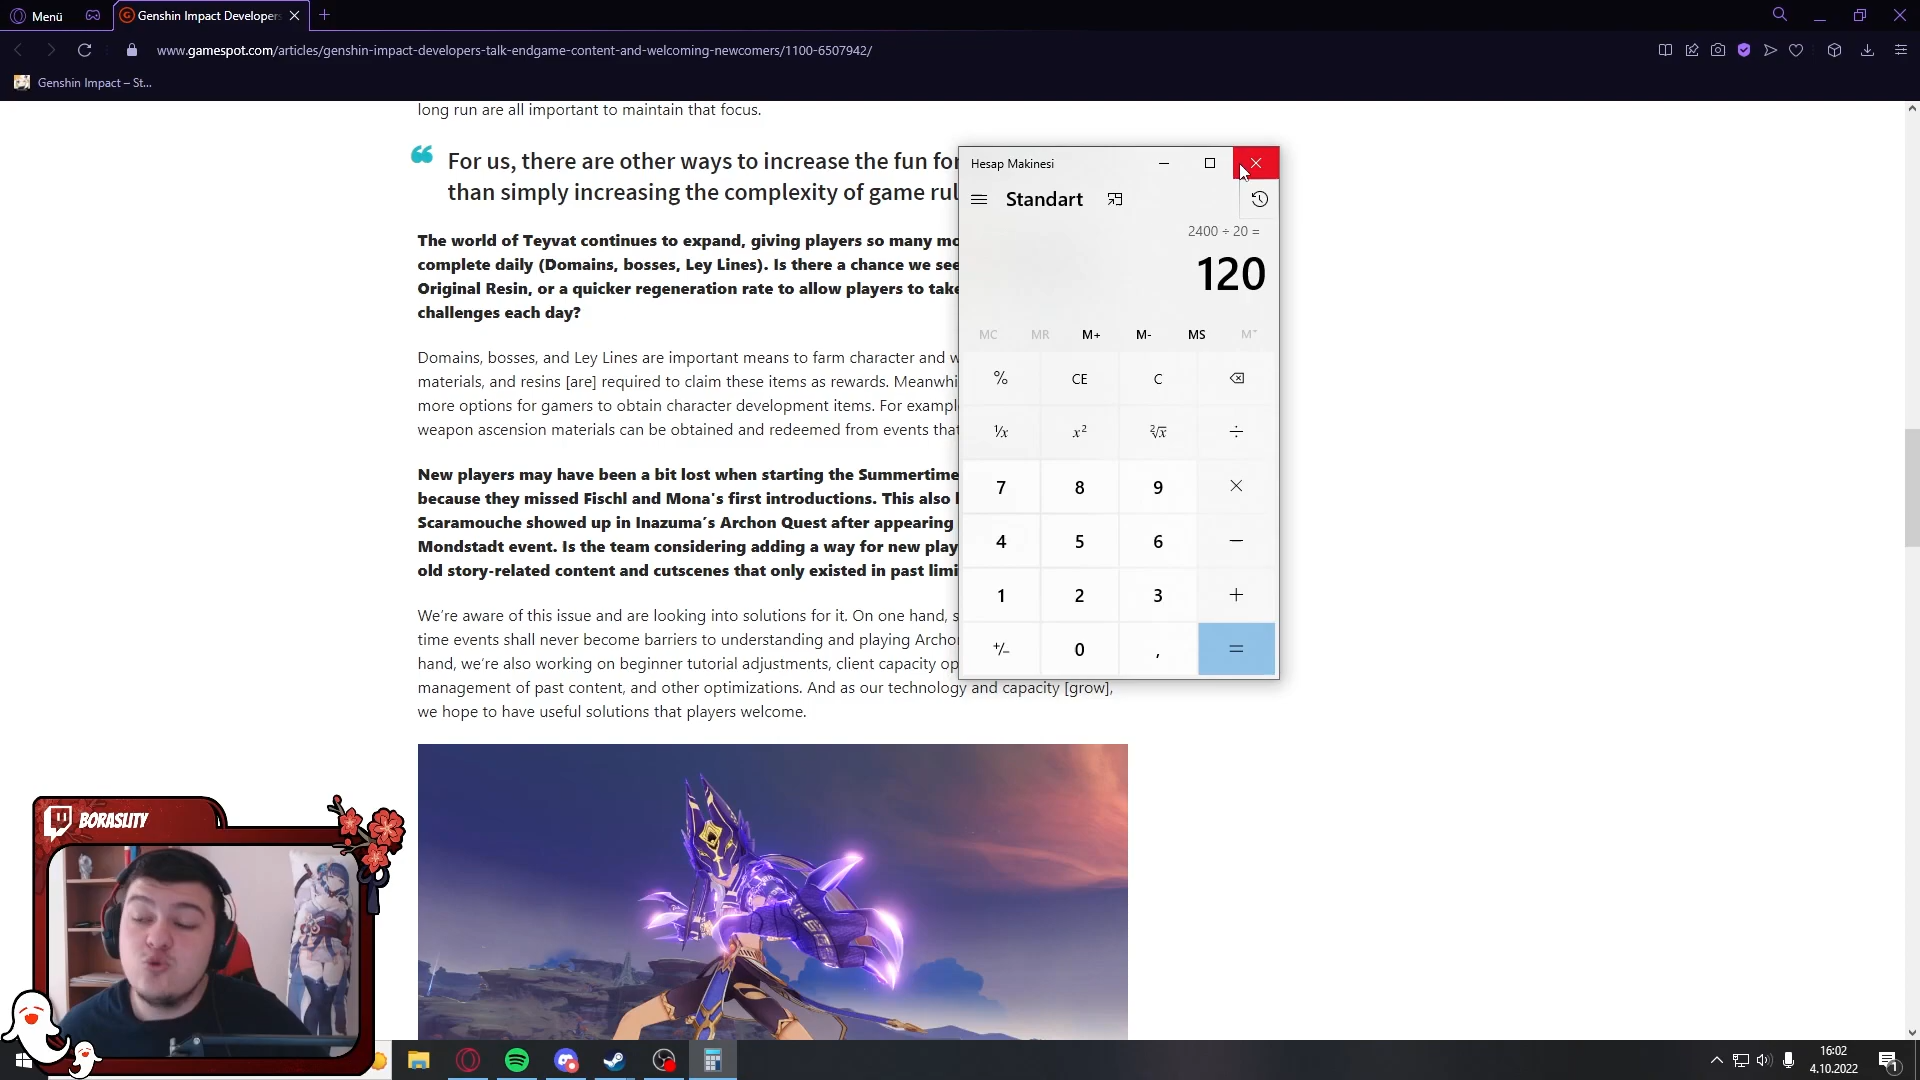 Menü
Genshin Impact Developers
www.gamespot.com/articles/genshin-impact-developers-talk-endgame-content-and-welcoming-newcomers/1100-6507942/
Genshin Impact – St...
long run are all important to maintain that focus.
For us, there are other ways to increase the fun for
than simply increasing the complexity of game rul
The world of Teyvat continues to expand, giving players so many mo
complete daily (Domains, bosses, Ley Lines). Is there a chance we see
Original Resin, or a quicker regeneration rate to allow players to take
challenges each day?
Domains, bosses, and Ley Lines are important means to farm character and w
materials, and resins [are] required to claim these items as rewards. Meanwhi
more options for gamers to obtain character development items. For example
weapon ascension materials can be obtained and redeemed from events that
New players may have been a bit lost when starting the Summertime
because they missed Fischl and Mona's first introductions. This also
Scaramouche showed up in Inazuma's Archon Quest after appearing
Mondstadt event. Is the team considering adding a way for new play
old story-related content and cutscenes that only existed in past limi
We're aware of this issue and are looking into solutions for it. On one hand, s
time events shall never become barriers to understanding and playing Archo
hand, we're also working on beginner tutorial adjustments, client capacity op
management of past content, and other optimizations. And as our technology and capacity [grow],
we hope to have useful solutions that players welcome.
Hesap Makinesi
Standart
2400 ÷ 20 =
120
MC MR M+ M- MS M˅
% CE C
⅟x x² ²√x ÷
7 8 9 ×
4 5 6 −
1 2 3 +
+/− 0 , =
BORASLITY
16:02
4.10.2022
1